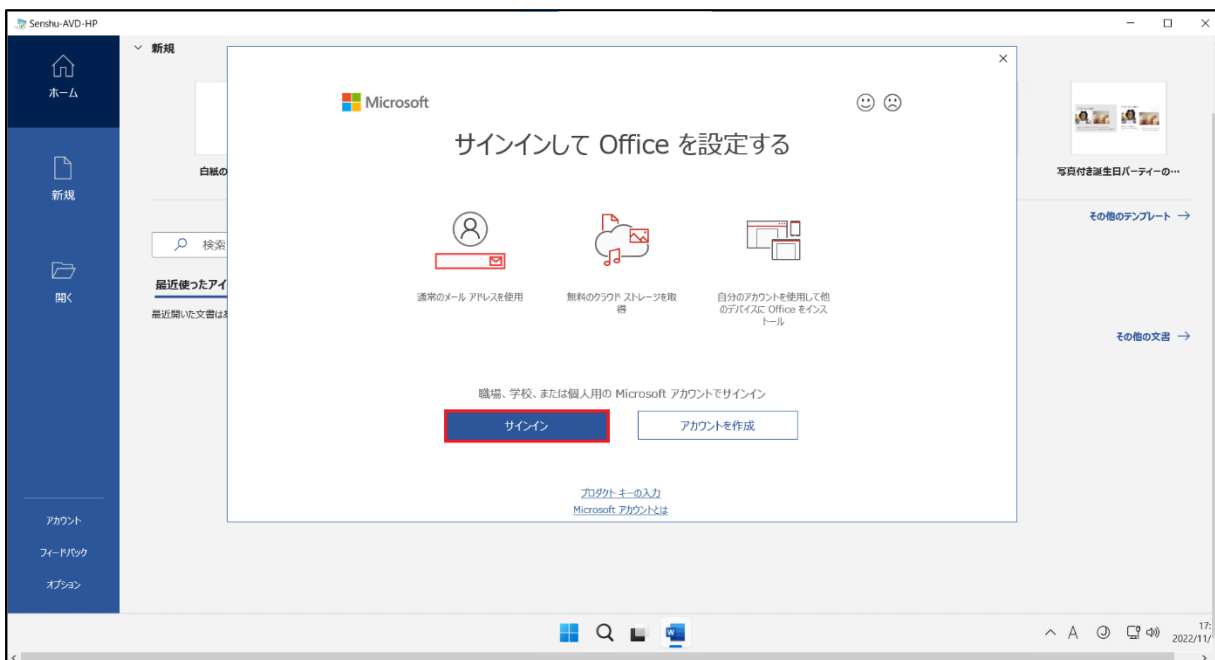 Senshu-AVD-HP
ホーム
新規
開く
アカウント
フィードバック
オプション
新規
白紙の
写真付き誕生日パーティーの…
その他のテンプレート →
検索
最近使ったアイ
最近開いた文書はあ
その他の文書 →
Microsoft
サインインして Office を設定する
通常のメール アドレスを使用
無料のクラウド ストレージを取
得
自分のアカウントを使用して他
のデバイスに Office をインス
トール
職場、学校、または個人用の Microsoft アカウントでサインイン
サインイン
アカウントを作成
プロダクト キーの入力
Microsoft アカウントとは
A
17:
2022/11/